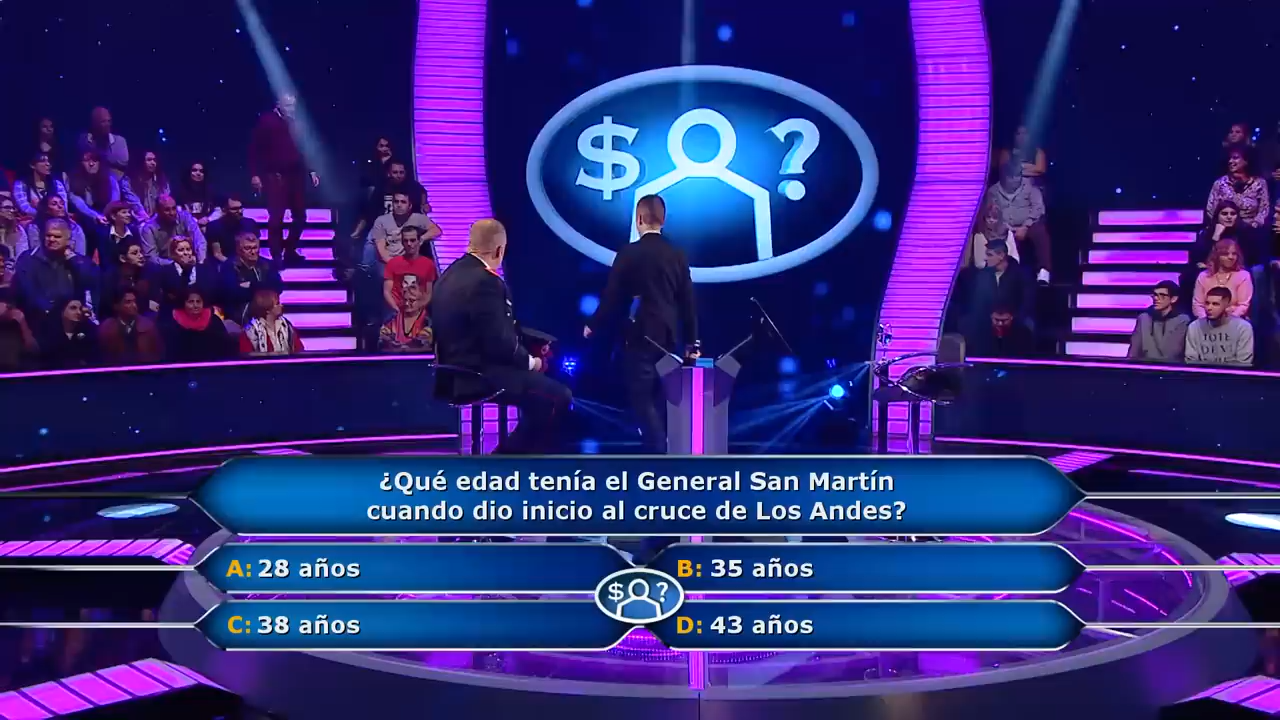 $ ?
¿Qué edad tenía el General San Martín
cuando dio inicio al cruce de Los Andes?
A: 28 años
B: 35 años
$ ?
C: 38 años
D: 43 años